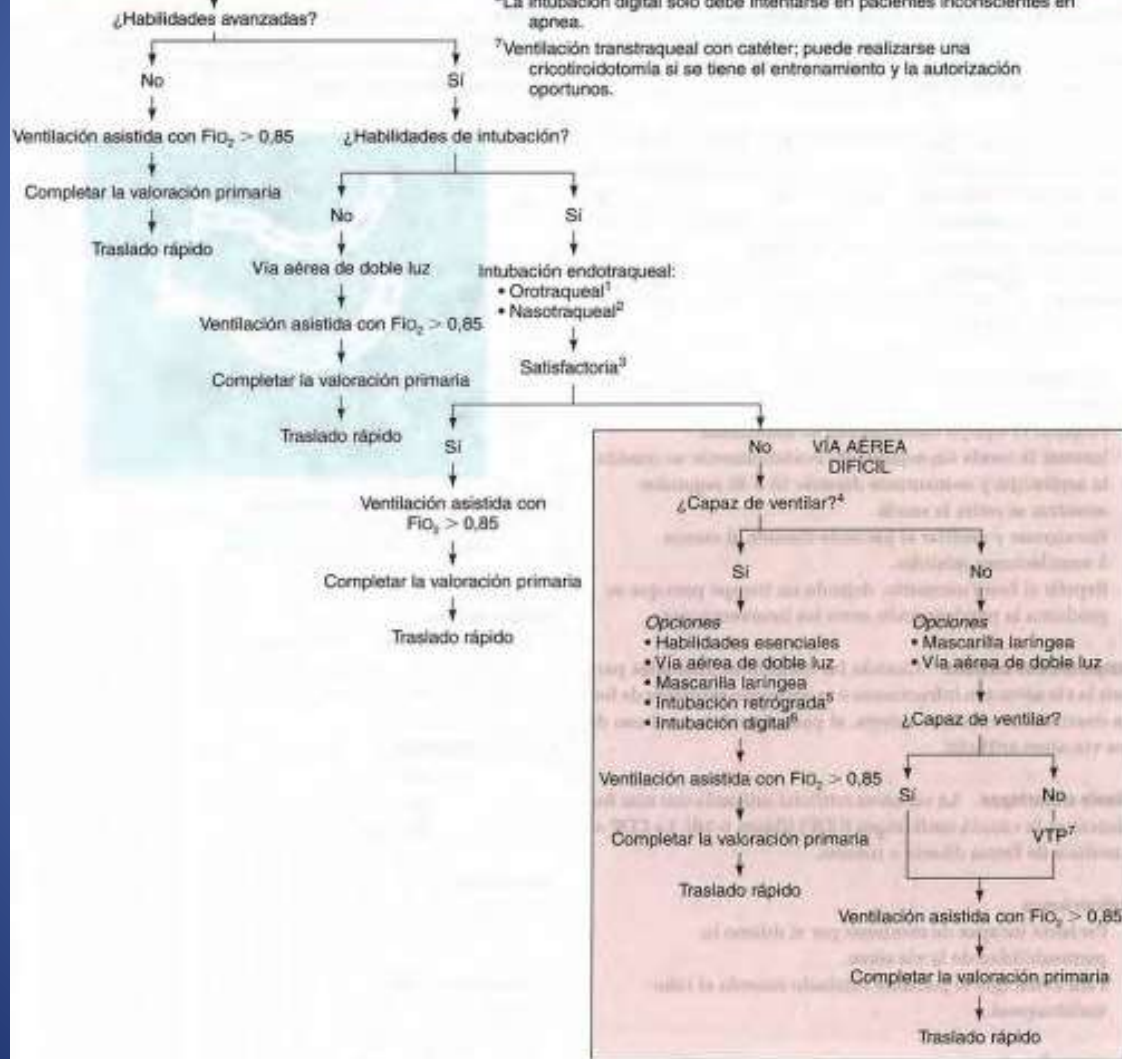 ⁶La intubación digital sólo debe intentarse en pacientes inconscientes en
apnea.
⁷Ventilación transtraqueal con catéter; puede realizarse una
cricotiroidotomía si se tiene el entrenamiento y la autorización
oportunos.
¿Habilidades avanzadas?
No
Sí
Ventilación asistida con FiO₂ > 0,85
¿Habilidades de intubación?
Completar la valoración primaria
Traslado rápido
No
Sí
Vía aérea de doble luz
Intubación endotraqueal:
• Orotraqueal¹
• Nasotraqueal²
Ventilación asistida con FiO₂ > 0,85
Satisfactoria³
Completar la valoración primaria
Traslado rápido
Sí
Ventilación asistida con
FiO₂ > 0,85
Completar la valoración primaria
Traslado rápido
No
VÍA AÉREA
DIFÍCIL
¿Capaz de ventilar?⁴
Sí
No
Opciones
• Habilidades esenciales
• Vía aérea de doble luz
• Mascarilla laríngea
• Intubación retrógrada⁵
• Intubación digital⁶
Opciones
• Mascarilla laríngea
• Vía aérea de doble luz
¿Capaz de ventilar?
Ventilación asistida con FiO₂ > 0,85
Sí
No
Completar la valoración primaria
VTP⁷
Traslado rápido
Ventilación asistida con FiO₂ > 0,85
Completar la valoración primaria
Traslado rápido